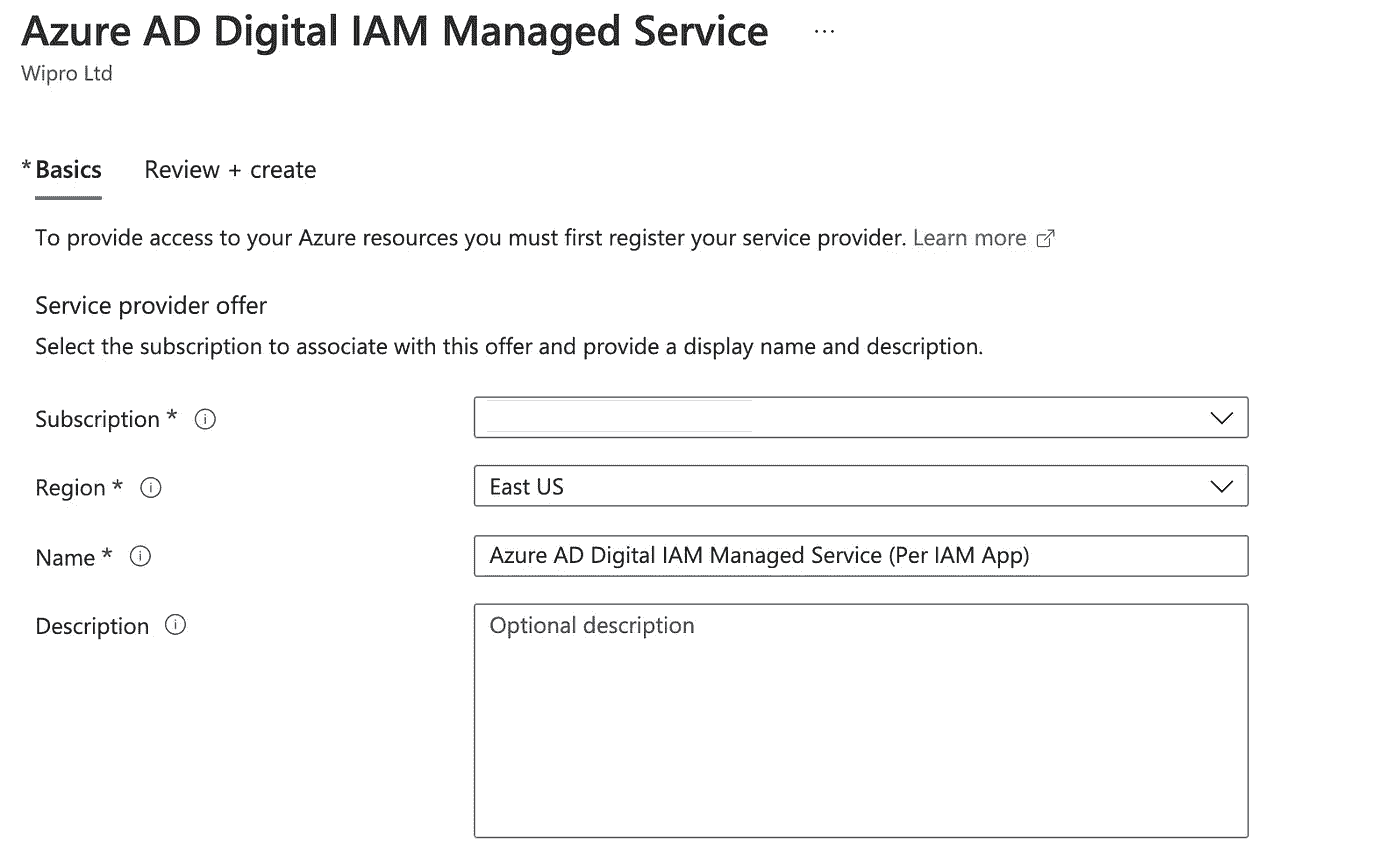 Azure AD Digital IAM Managed Service ...
Wipro Ltd
* Basics Review + create
To provide access to your Azure resources you must first register your service provider. Learn more
Service provider offer
Select the subscription to associate with this offer and provide a display name and description.
Subscription *
Region * East US
Name * Azure AD Digital IAM Managed Service (Per IAM App)
Description Optional description